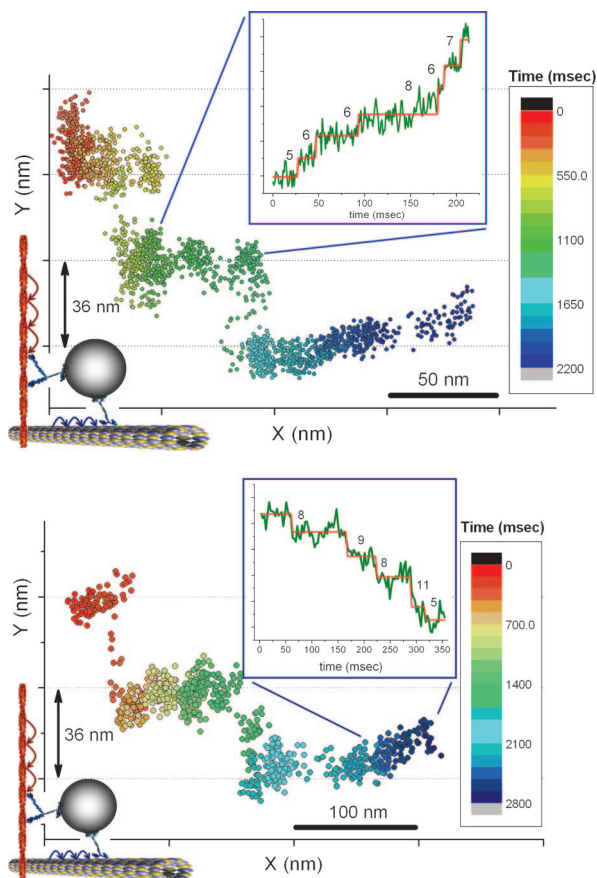 7
6
8
6
6
5
0
50
100
150
200
time (msec)
Time (msec)
0
550.0
1100
1650
2200
Y (nm)
36 nm
50 nm
X (nm)
8
9
8
11
5
0
50
100
150
200
250
300
350
time (msec)
Time (msec)
0
700.0
1400
2100
2800
Y (nm)
36 nm
100 nm
X (nm)